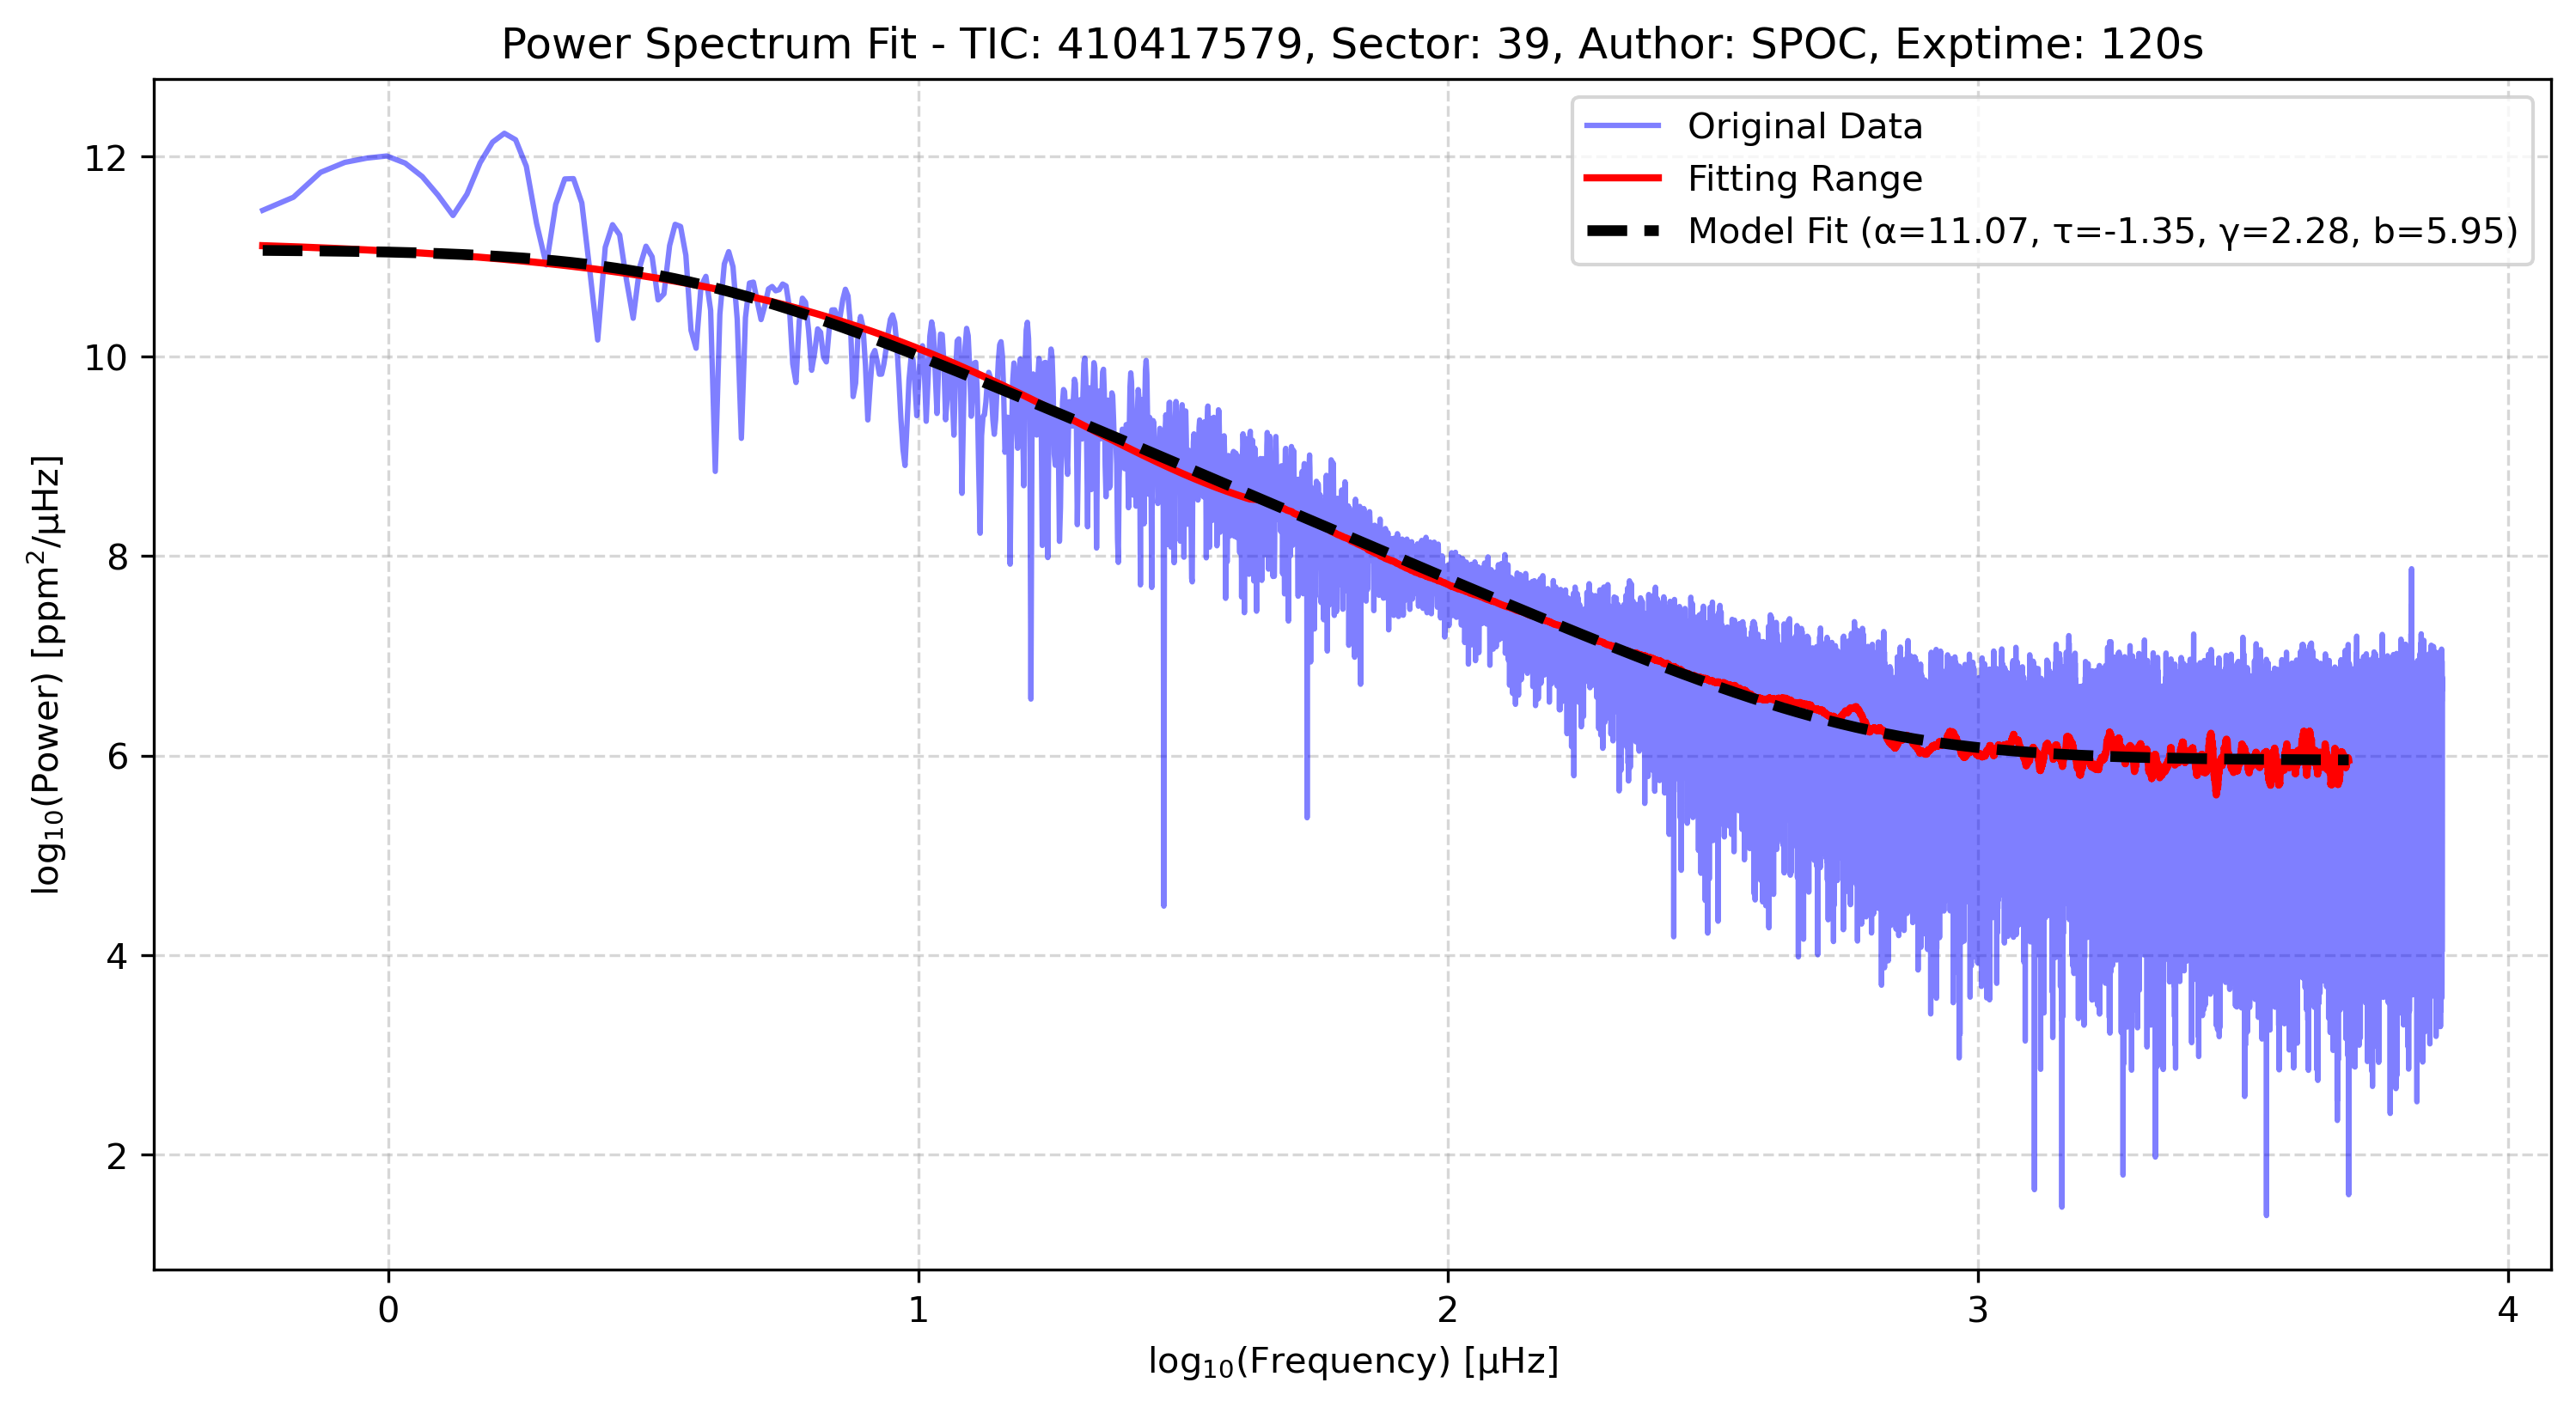 Power Spectrum Fit - TIC: 410417579, Sector: 39, Author: SPOC, Exptime: 120s
Original Data
Fitting Range
Model Fit (α=11.07, τ=-1.35, γ=2.28, b=5.95)
log₁₀(Power) [ppm²/μHz]
12
10
8
6
4
2
0 1 2 3 4
log₁₀(Frequency) [μHz]